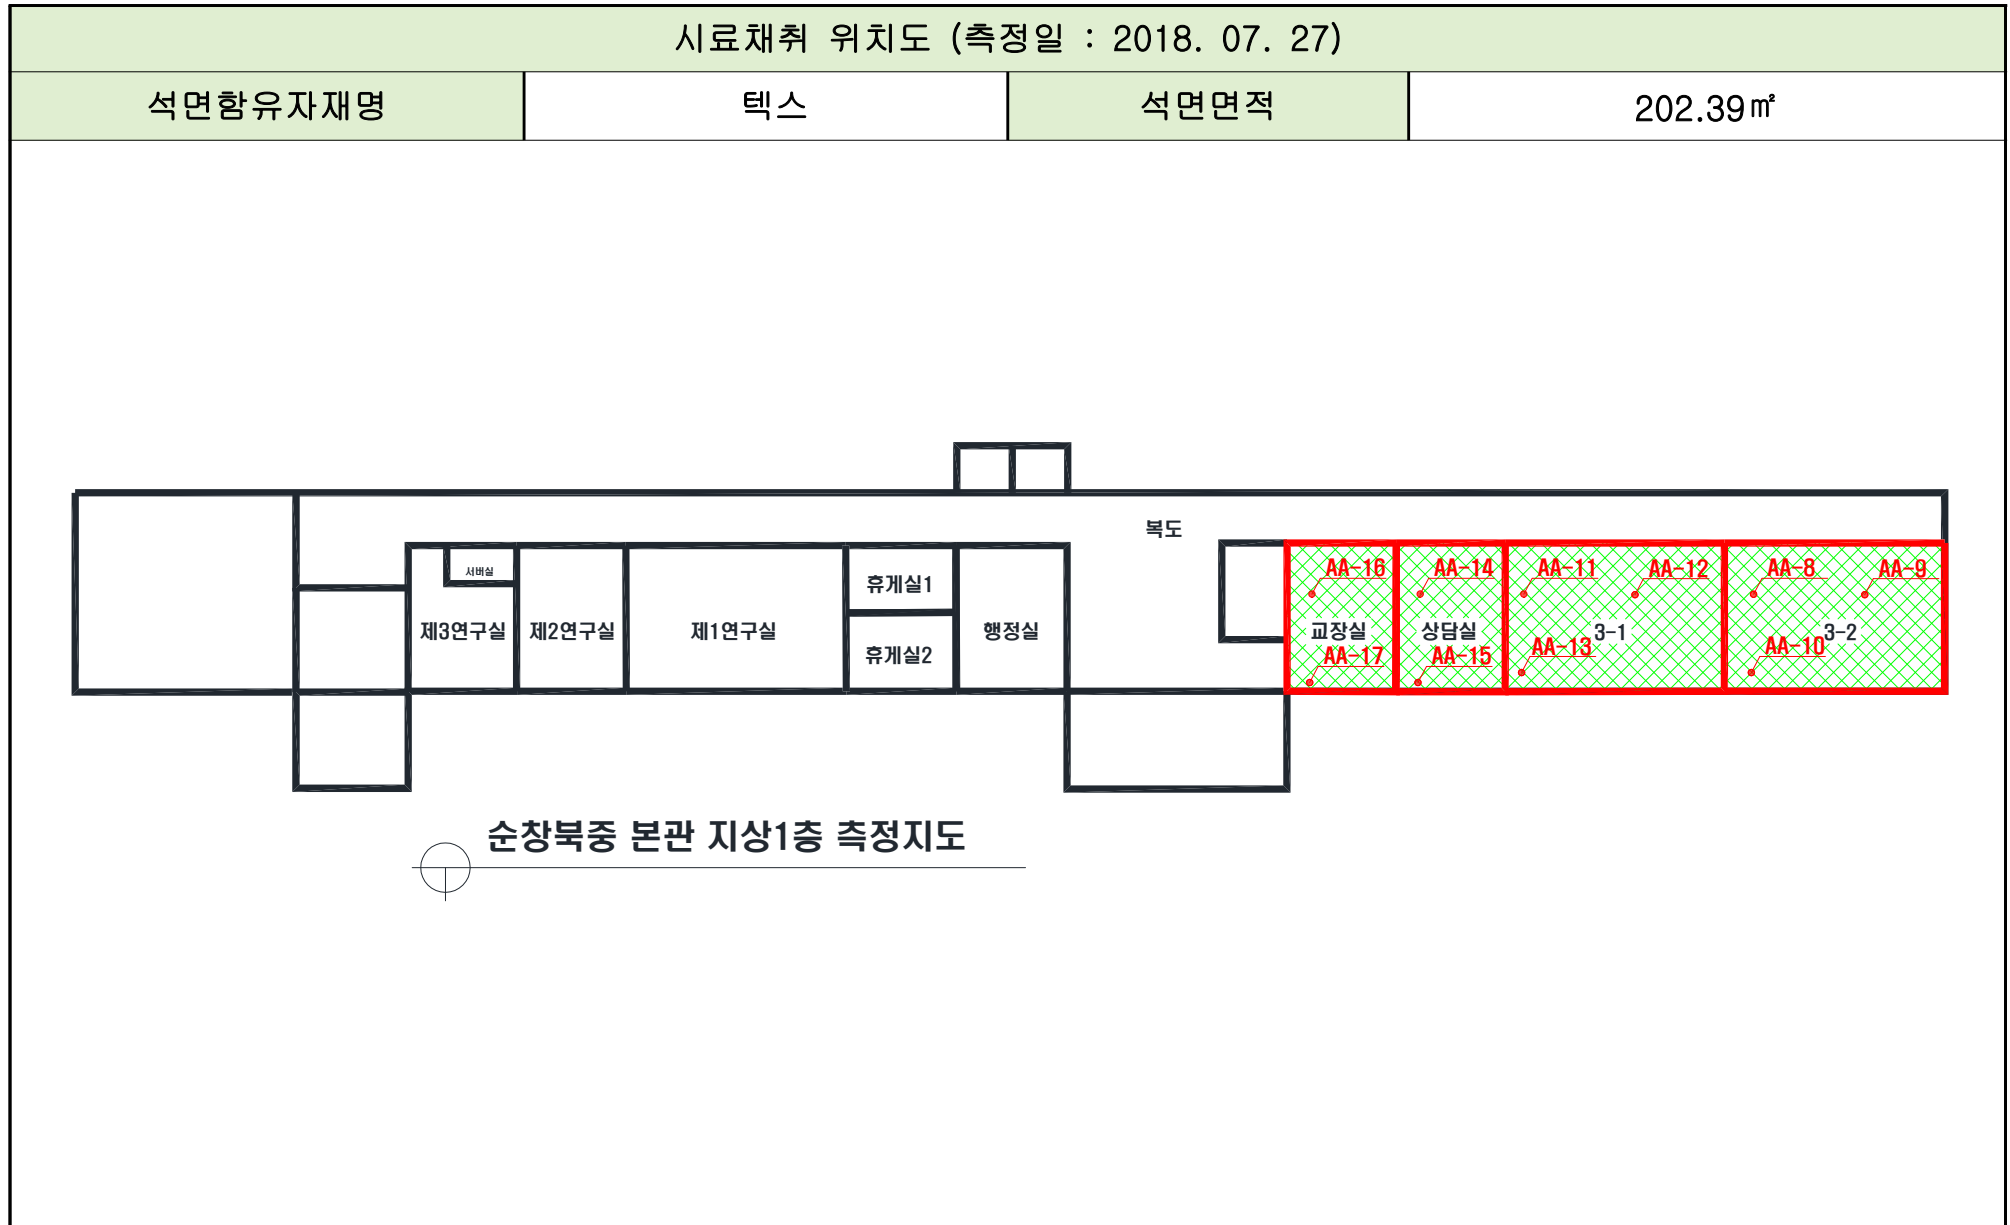 시료채취 위치도 (측정일 : 2018. 07. 27)
석면함유자재명 텍스 석면면적 202.39㎡
복도
서버실
제3연구실 제2연구실 제1연구실 휴게실1 휴게실2 행정실
AA-16 AA-14 AA-11 AA-12 AA-8 AA-9
교장실 상담실 3-1 3-2
AA-17 AA-15 AA-13 AA-10
순창북중 본관 지상1층 측정지도